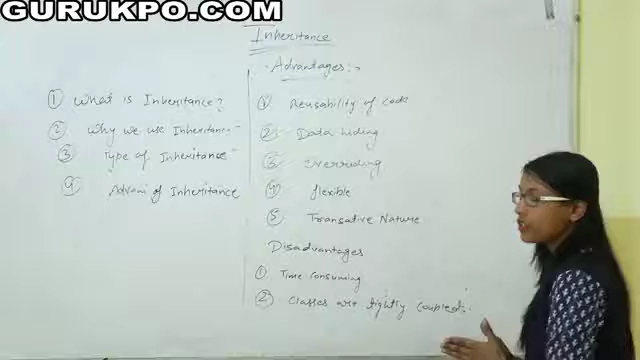 GURUKPO.COM
Inheritance
① What is Inheritance?
② Why we use Inheritance
③ Type of Inheritance
④ Advan of Inheritance
Advantages :-
① Reusability of code
② Data hiding
③ Overriding
④ flexible
⑤ Transative Nature
Disadvantages
① Time Consuming
② Classes are tightly coupled.